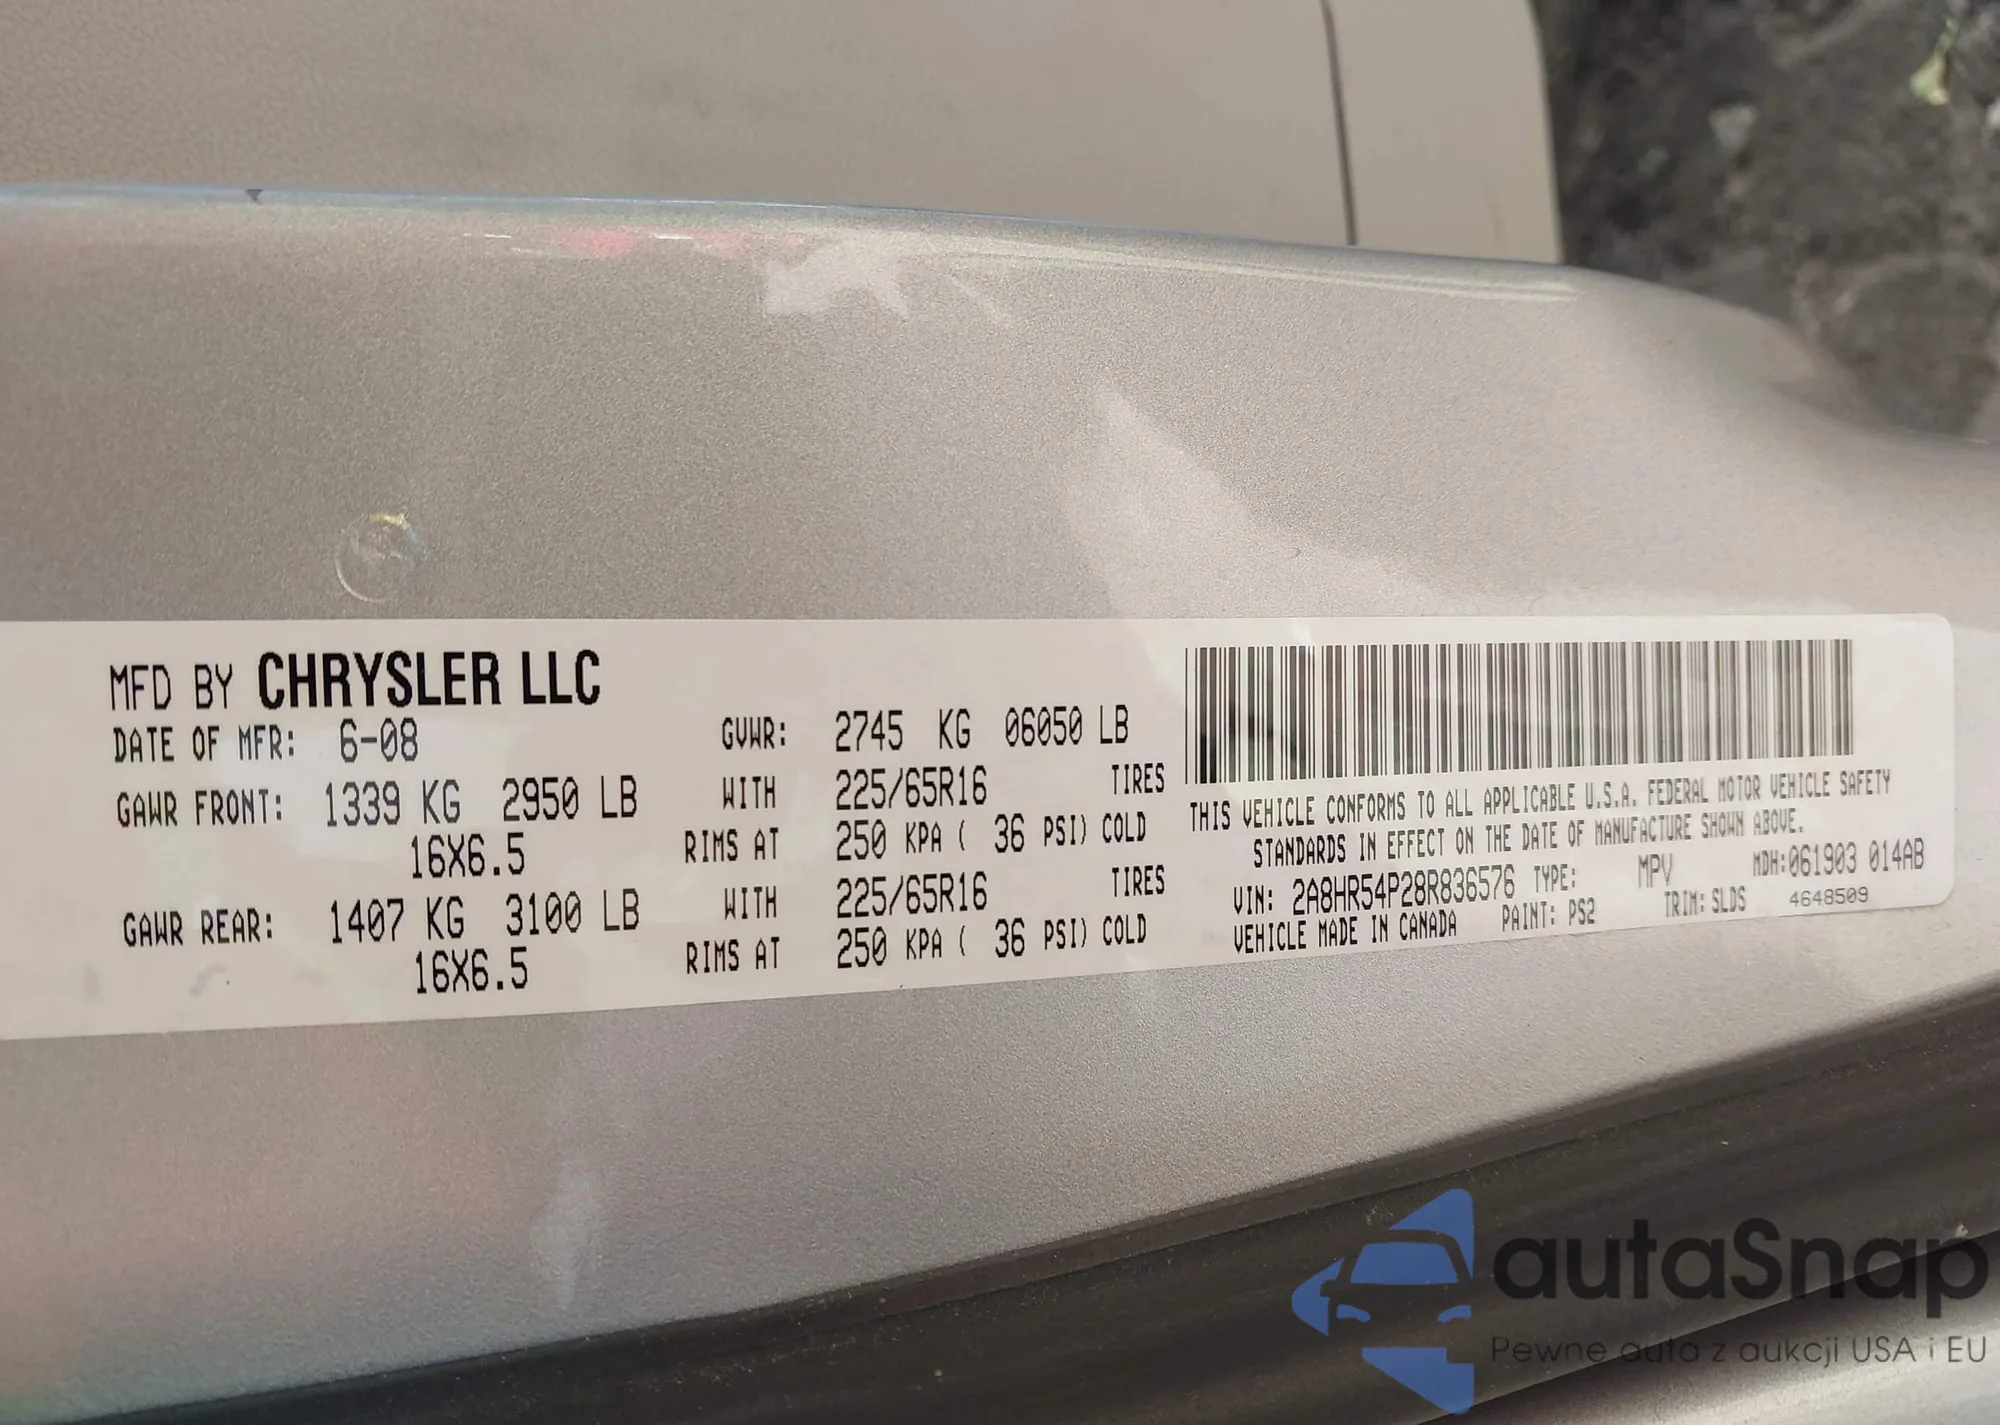 MFD BY CHRYSLER LLC
DATE OF MFR: 6-08 GVWR: 2745 KG 06050 LB
GAWR FRONT: 1339 KG 2950 LB WITH 225/65R16 TIRES
16X6.5 RIMS AT 250 KPA ( 36 PSI) COLD
GAWR REAR: 1407 KG 3100 LB WITH 225/65R16 TIRES
16X6.5 RIMS AT 250 KPA ( 36 PSI) COLD
THIS VEHICLE CONFORMS TO ALL APPLICABLE U.S.A. FEDERAL MOTOR VEHICLE SAFETY
STANDARDS IN EFFECT ON THE DATE OF MANUFACTURE SHOWN ABOVE.
VIN: 2A8HR54P28R836576 TYPE: MPV MDH:061903 014AB
VEHICLE MADE IN CANADA PAINT: PS2 TRIM: SLDS 4648509
autaSnap
Pewne auta z aukcji USA i EU